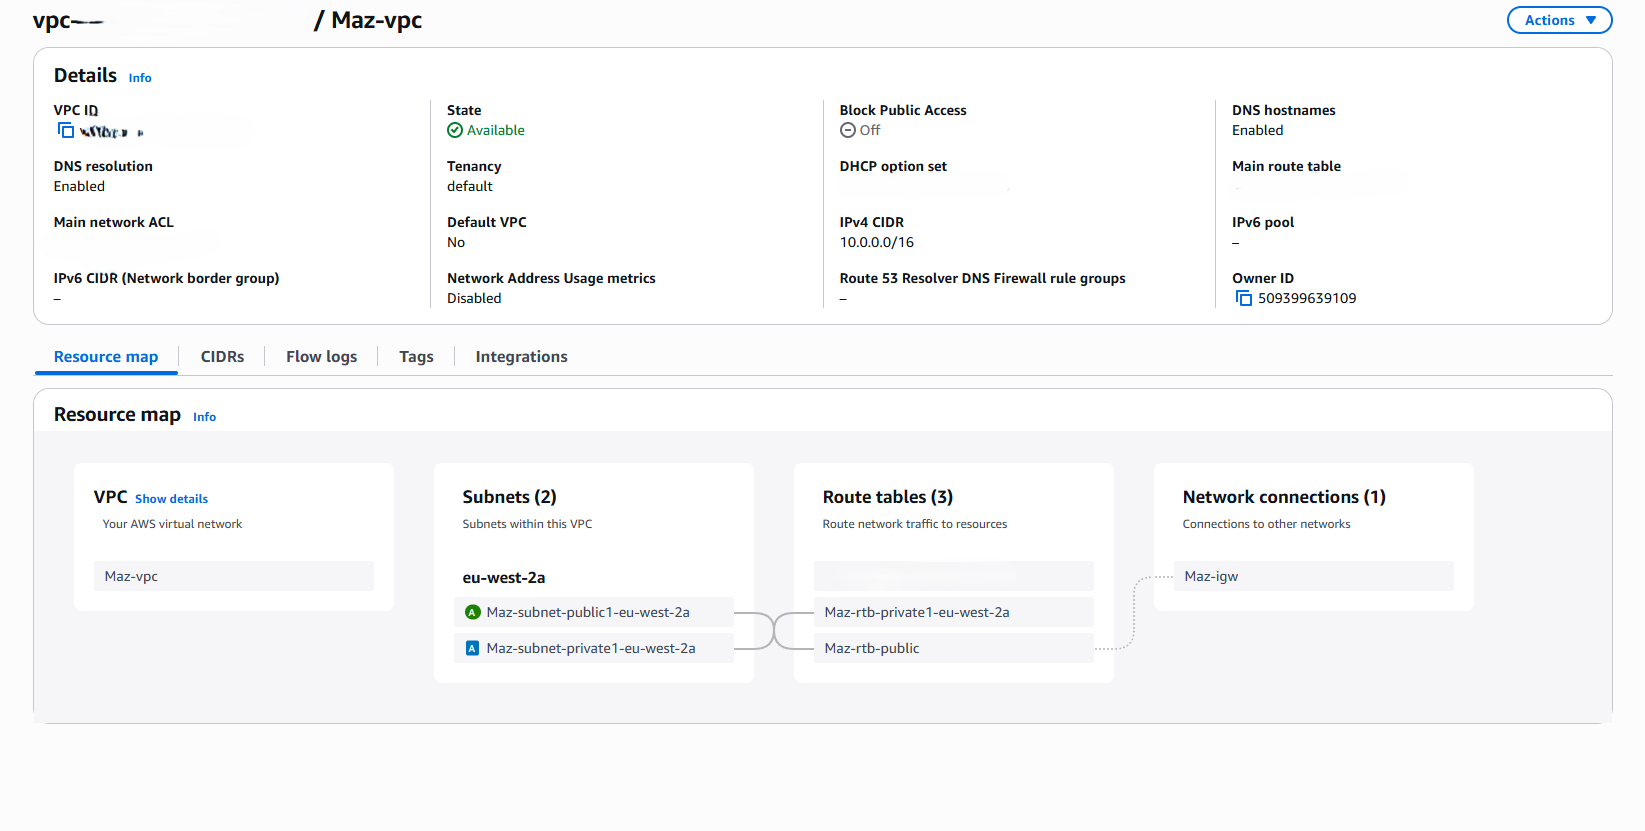 vpc-
/ Maz-vpc
Actions
Details Info
VPC ID
State
Available
Block Public Access
Off
DNS hostnames
Enabled
DNS resolution
Enabled
Tenancy
default
DHCP option set
Main route table
Main network ACL
Default VPC
No
IPv4 CIDR
10.0.0.0/16
IPv6 pool
–
IPv6 CIDR (Network border group)
–
Network Address Usage metrics
Disabled
Route 53 Resolver DNS Firewall rule groups
–
Owner ID
509399639109
Resource map
CIDRs
Flow logs
Tags
Integrations
Resource map Info
VPC Show details
Your AWS virtual network
Maz-vpc
Subnets (2)
Subnets within this VPC
eu-west-2a
A Maz-subnet-public1-eu-west-2a
A Maz-subnet-private1-eu-west-2a
Route tables (3)
Route network traffic to resources
Maz-rtb-private1-eu-west-2a
Maz-rtb-public
Network connections (1)
Connections to other networks
Maz-igw